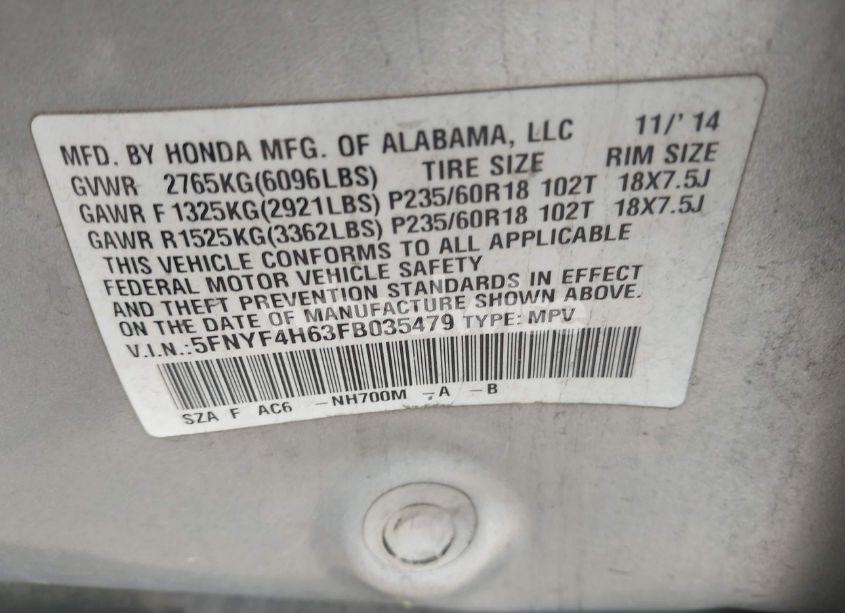 MFD. BY HONDA MFG. OF ALABAMA, LLC 11/' 14
GVWR 2765KG(6096LBS) TIRE SIZE RIM SIZE
GAWR F 1325KG(2921LBS) P235/60R18 102T 18X7.5J
GAWR R1525KG(3362LBS) P235/60R18 102T 18X7.5J
THIS VEHICLE CONFORMS TO ALL APPLICABLE
FEDERAL MOTOR VEHICLE SAFETY
AND THEFT PREVENTION STANDARDS IN EFFECT
ON THE DATE OF MANUFACTURE SHOWN ABOVE.
V.I.N.:5FNYF4H63FB035479 TYPE: MPV
SZA F AC6 -NH700M -A -B